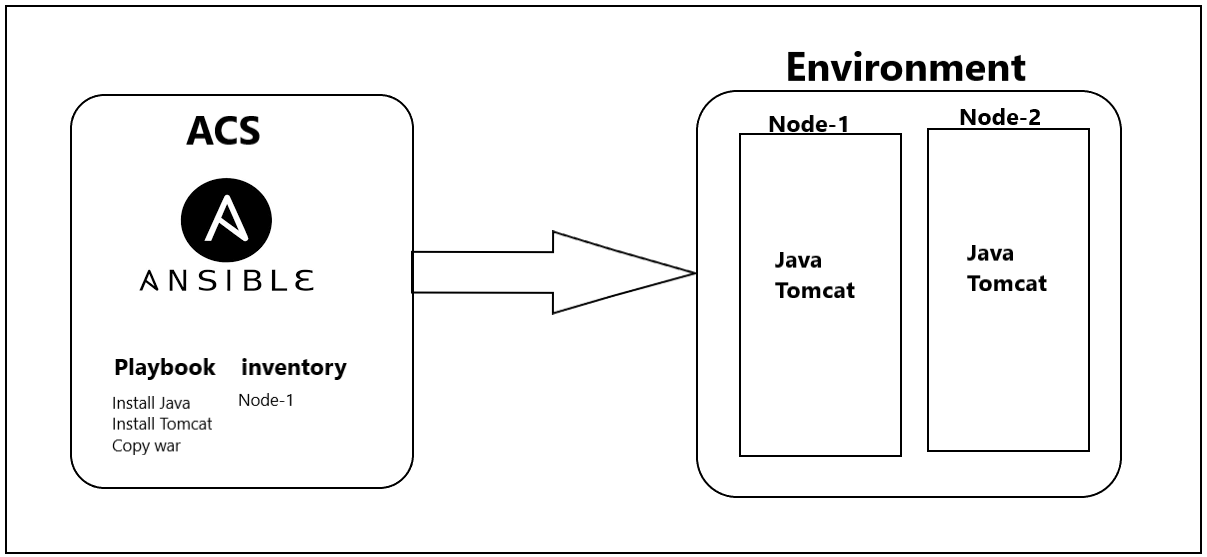 ACS
ANSIBLE
Playbook inventory
Install Java Node-1
Install Tomcat
Copy war
Environment
Node-1 Node-2
Java
Tomcat
Java
Tomcat